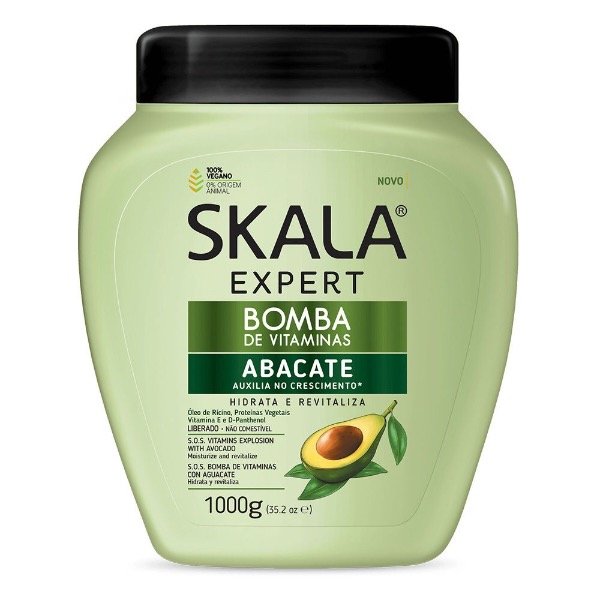 100%
VEGANO
0% ORIGEM
ANIMAL
NOVO
SKALA®
EXPERT
BOMBA
DE VITAMINAS
ABACATE
AUXILIA NO CRESCIMENTO*
HIDRATA E REVITALIZA
Óleo de Rícino, Proteínas Vegetais
Vitamina E e D-Panthenol
LIBERADO • NÃO COMESTÍVEL
S.O.S. VITAMINS EXPLOSION
WITH AVOCADO
Moisturize and revitalize
S.O.S. BOMBA DE VITAMINAS
CON AGUACATE
Hidrata y revitaliza
1000g (35.2 oz ℮)